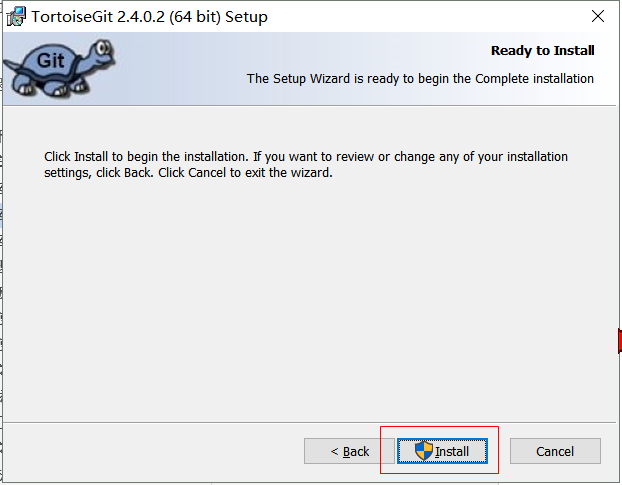 TortoiseGit 2.4.0.2 (64 bit) Setup
Git
Ready to Install
The Setup Wizard is ready to begin the Complete installation
Click Install to begin the installation. If you want to review or change any of your installation
settings, click Back. Click Cancel to exit the wizard.
< Back
Install
Cancel